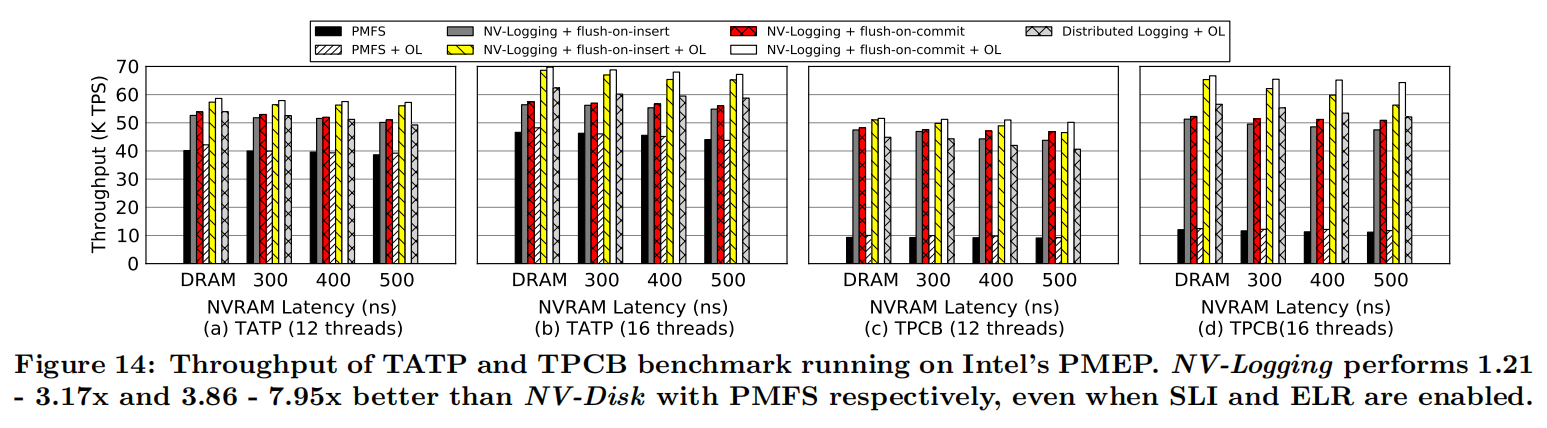 PMFS NV-Logging + flush-on-insert NV-Logging + flush-on-commit Distributed Logging + OL
PMFS + OL NV-Logging + flush-on-insert + OL NV-Logging + flush-on-commit + OL
Throughput (K TPS)
70
60
50
40
30
20
10
0
DRAM 300 400 500 DRAM 300 400 500 DRAM 300 400 500 DRAM 300 400 500
NVRAM Latency (ns) NVRAM Latency (ns) NVRAM Latency (ns) NVRAM Latency (ns)
(a) TATP (12 threads) (b) TATP (16 threads) (c) TPCB (12 threads) (d) TPCB(16 threads)
Figure 14: Throughput of TATP and TPCB benchmark running on Intel's PMEP. NV-Logging performs 1.21
- 3.17x and 3.86 - 7.95x better than NV-Disk with PMFS respectively, even when SLI and ELR are enabled.